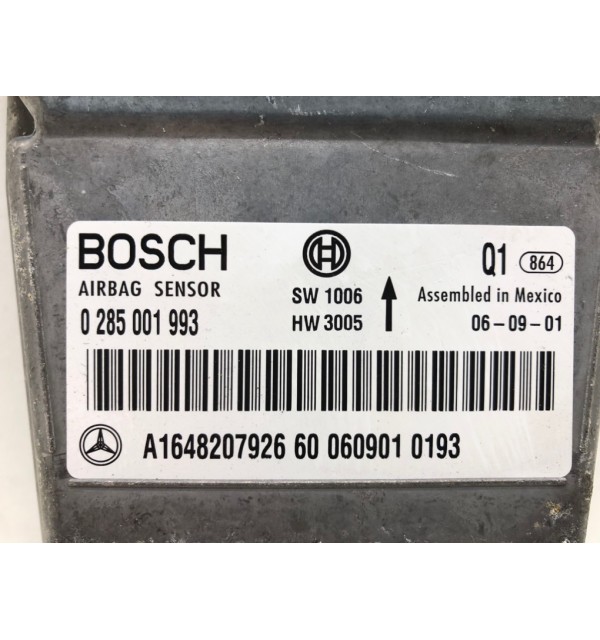 BOSCH
Q1 864
AIRBAG SENSOR
SW 1006
Assembled in Mexico
0 285 001 993
HW 3005
06-09-01
A1648207926 60 060901 0193